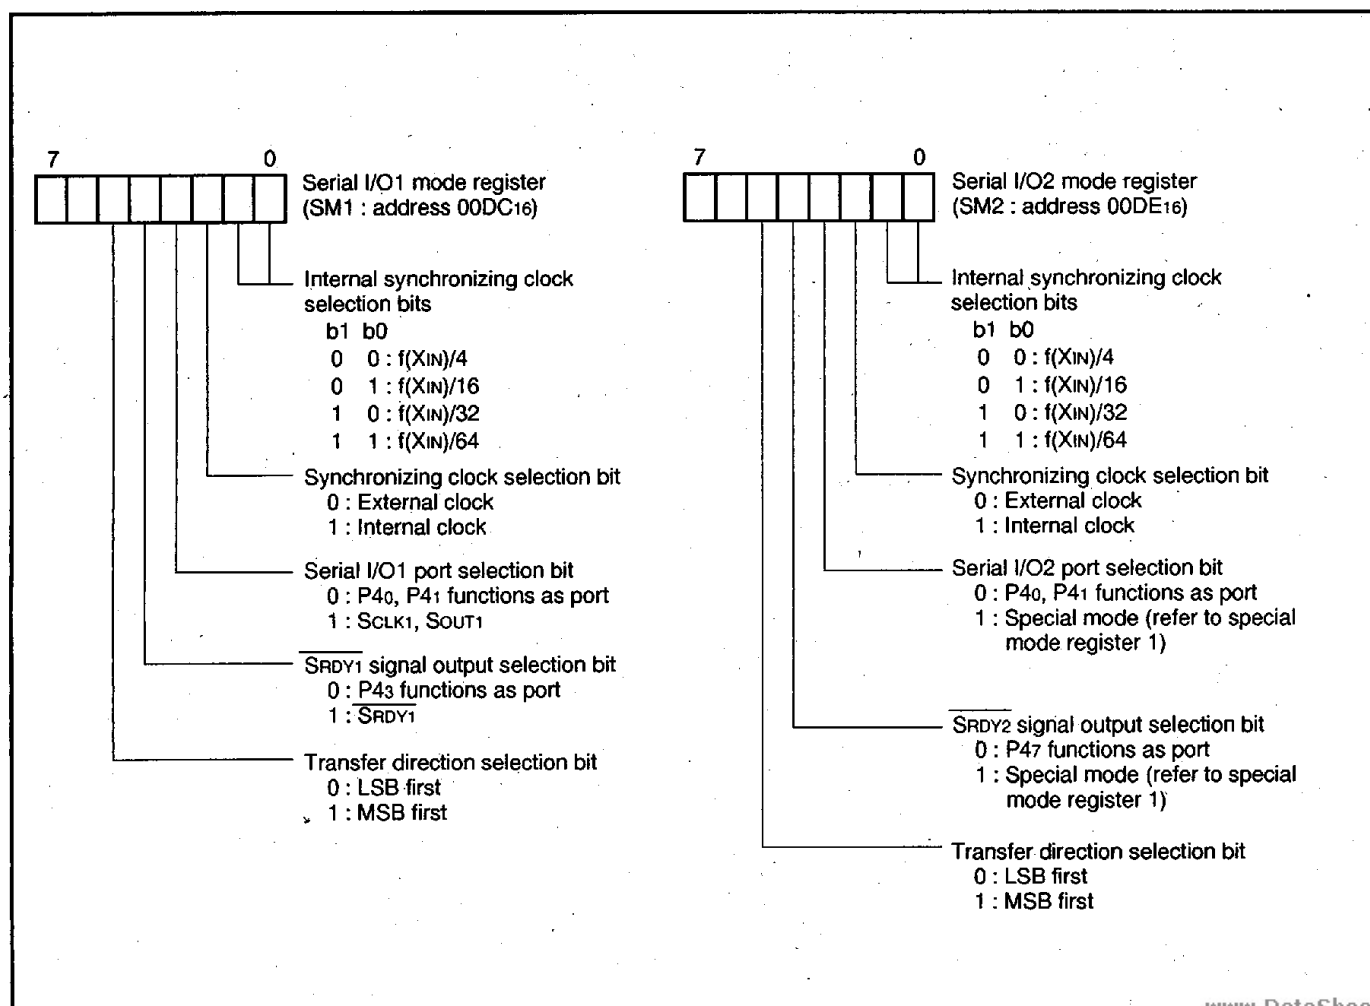 7 0
Serial I/O1 mode register
(SM1 : address 00DC16)
Internal synchronizing clock
selection bits
b1 b0
0 0 : f(XIN)/4
0 1 : f(XIN)/16
1 0 : f(XIN)/32
1 1 : f(XIN)/64
Synchronizing clock selection bit
0 : External clock
1 : Internal clock
Serial I/O1 port selection bit
0 : P40, P41 functions as port
1 : SCLK1, SOUT1
SRDY1 signal output selection bit
0 : P43 functions as port
1 : SRDY1
Transfer direction selection bit
0 : LSB first
1 : MSB first
7 0
Serial I/O2 mode register
(SM2 : address 00DE16)
Internal synchronizing clock
selection bits
b1 b0
0 0 : f(XIN)/4
0 1 : f(XIN)/16
1 0 : f(XIN)/32
1 1 : f(XIN)/64
Synchronizing clock selection bit
0 : External clock
1 : Internal clock
Serial I/O2 port selection bit
0 : P40, P41 functions as port
1 : Special mode (refer to special
mode register 1)
SRDY2 signal output selection bit
0 : P47 functions as port
1 : Special mode (refer to special
mode register 1)
Transfer direction selection bit
0 : LSB first
1 : MSB first